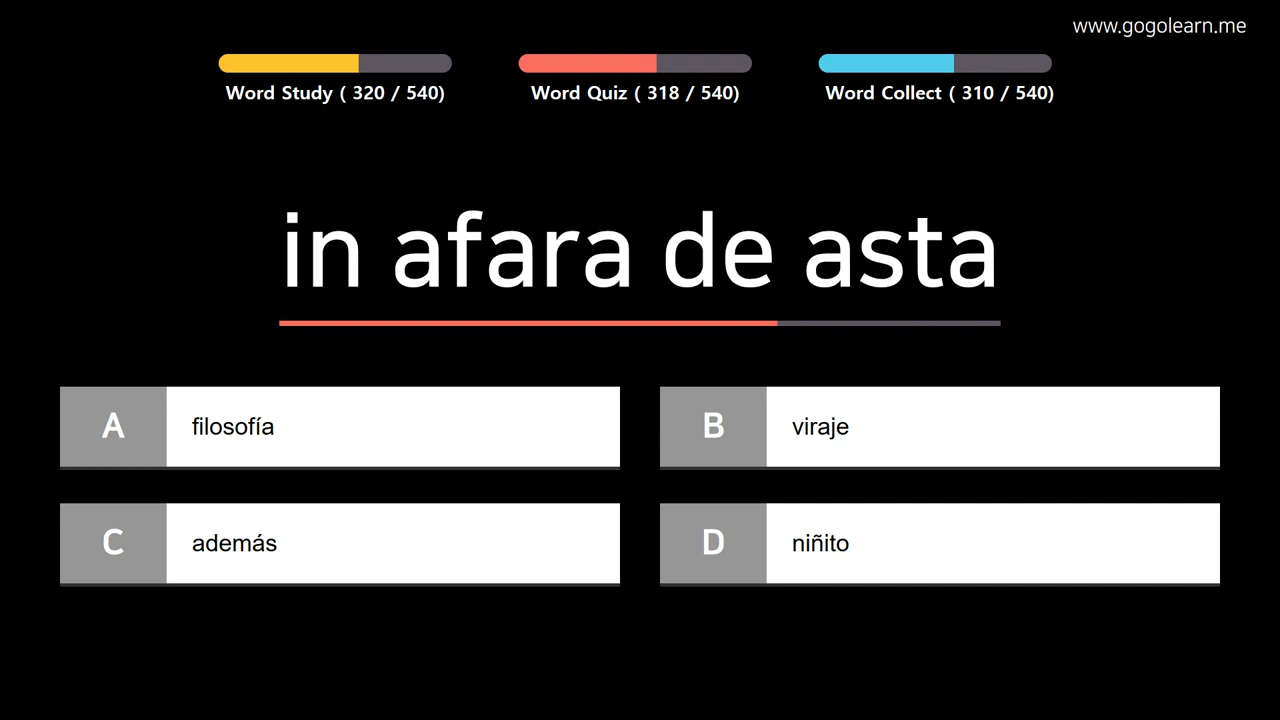 www.gogolearn.me
Word Study ( 320 / 540)
Word Quiz ( 318 / 540)
Word Collect ( 310 / 540)
in afara de asta
A
filosofía
B
viraje
C
además
D
niñito